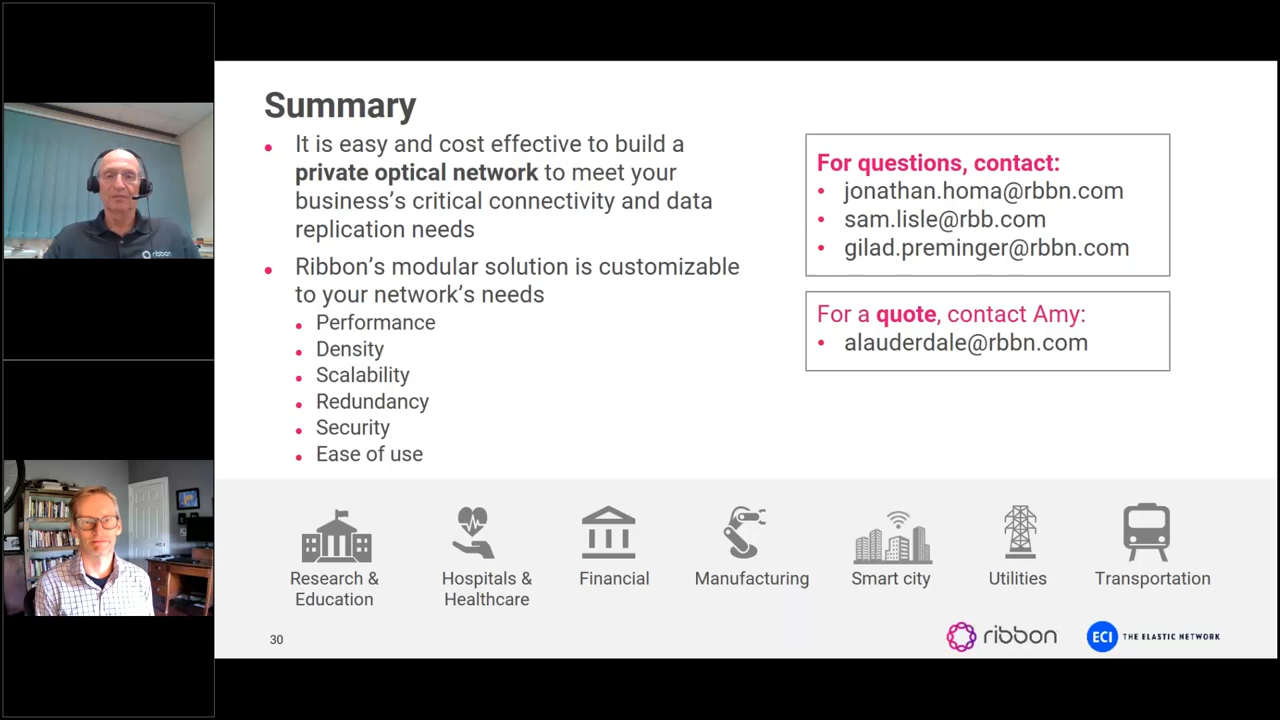 Summary
• It is easy and cost effective to build a
private optical network to meet your
business's critical connectivity and data
replication needs
• Ribbon's modular solution is customizable
to your network's needs
• Performance
• Density
• Scalability
• Redundancy
• Security
• Ease of use
For questions, contact:
• jonathan.homa@rbbn.com
• sam.lisle@rbb.com
• gilad.preminger@rbbn.com
For a quote, contact Amy:
• alauderdale@rbbn.com
Research &
Education
Hospitals &
Healthcare
Financial
Manufacturing
Smart city
Utilities
Transportation
30
ribbon
ECI THE ELASTIC NETWORK
ribbon